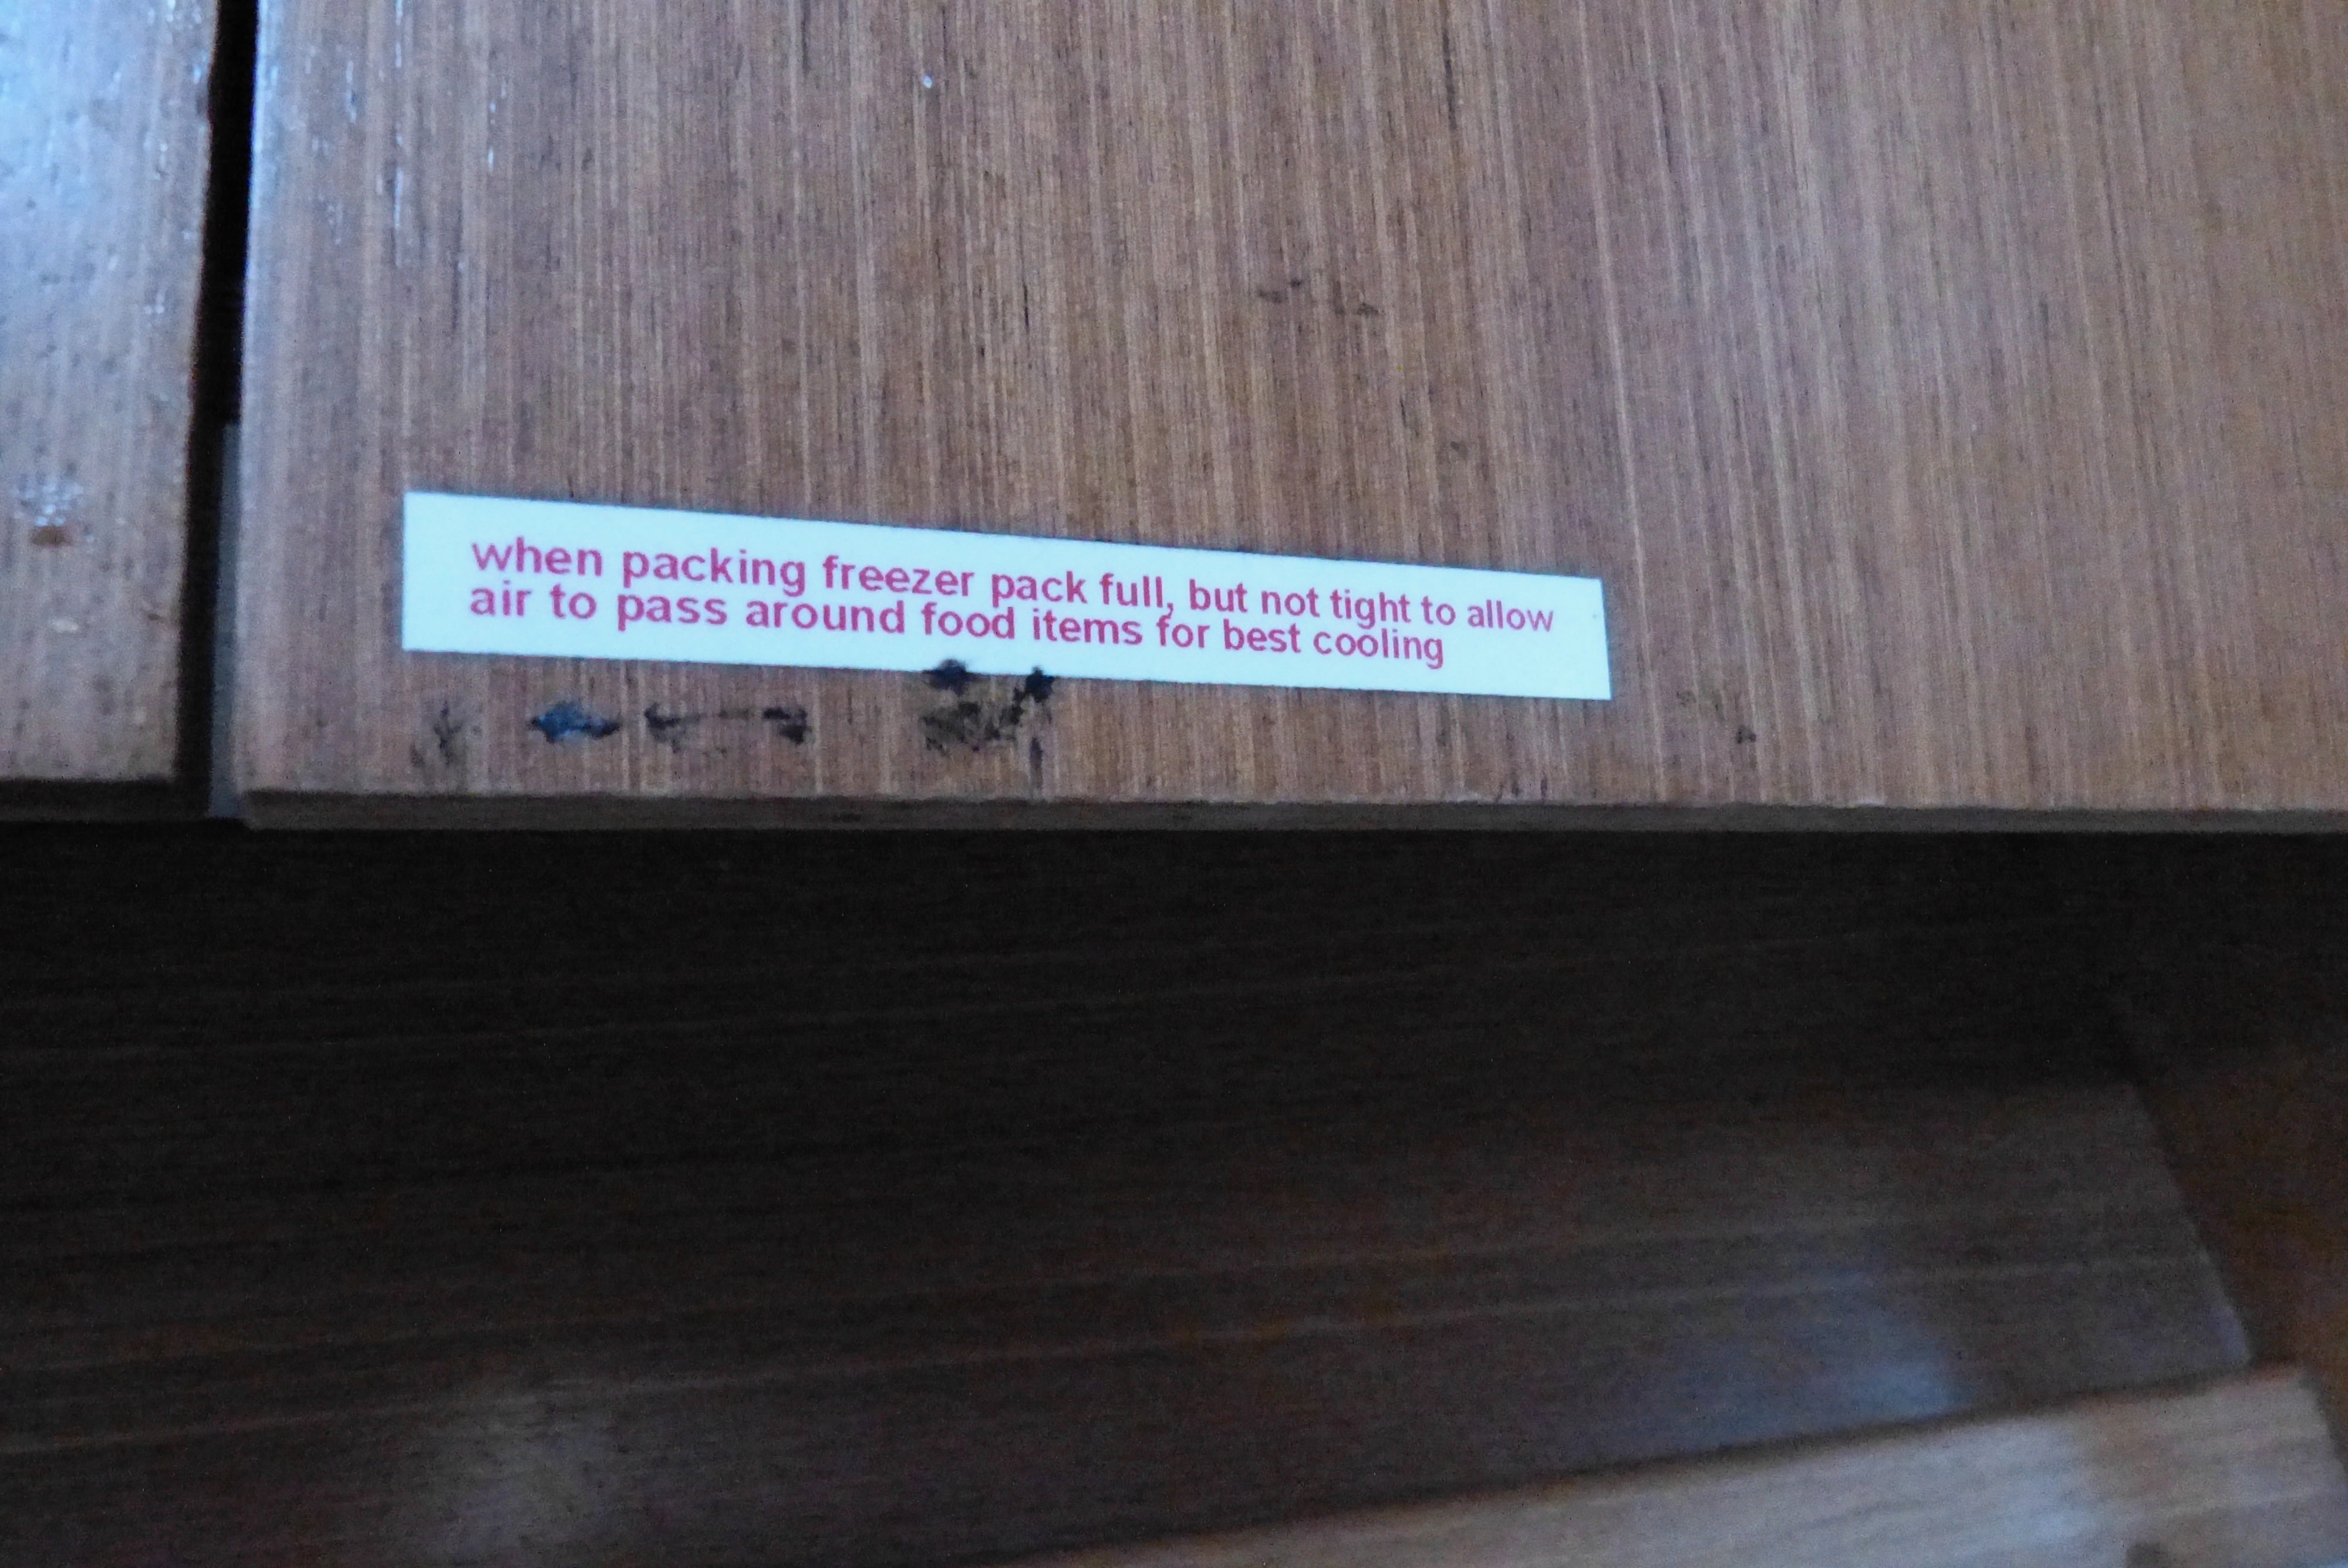 when packing freezer pack full, but not tight to allow
air to pass around food items for best cooling